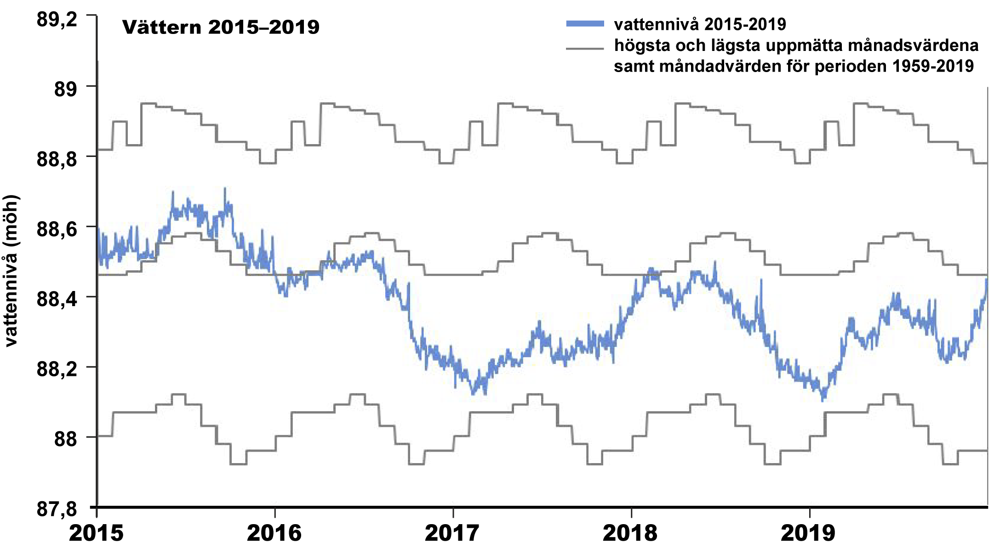 Vättern 2015–2019
vattennivå 2015-2019
högsta och lägsta uppmätta månadsvärdena
samt måndadvärden för perioden 1959-2019
vattennivå (möh)
89,2
89
88,8
88,6
88,4
88,2
88
87,8
2015
2016
2017
2018
2019